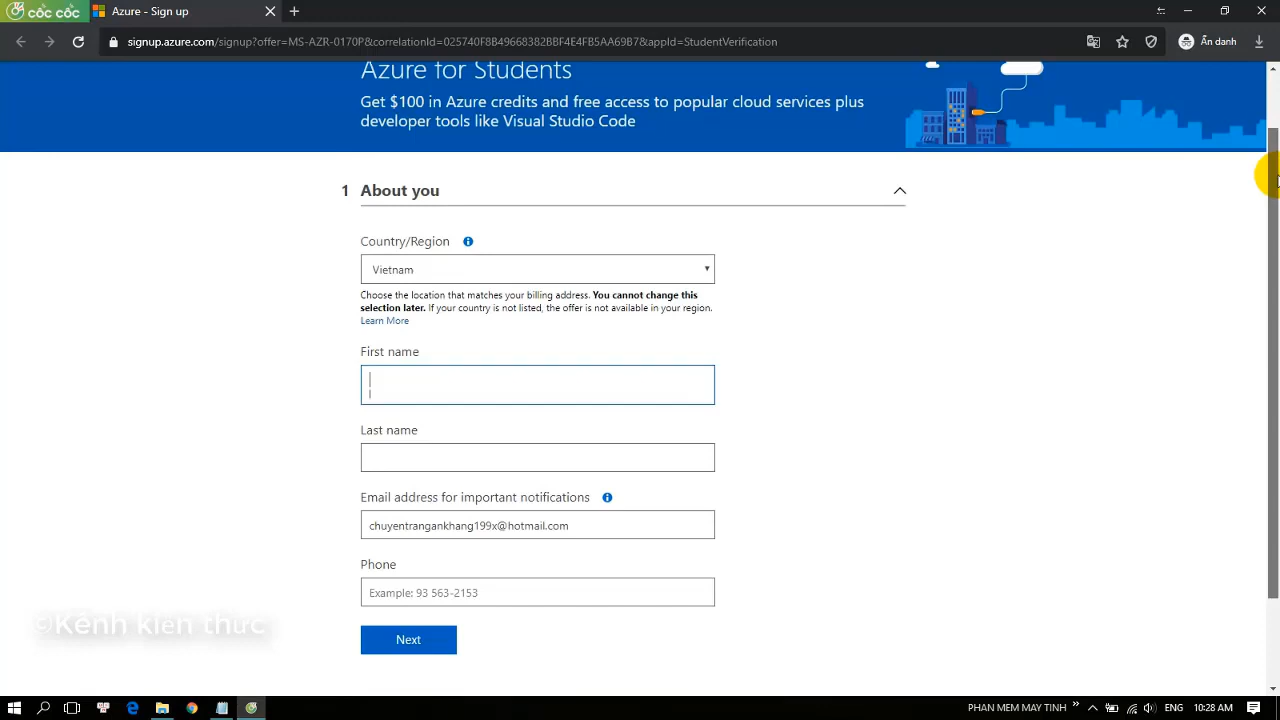 cốc cốc
Azure - Sign up
signup.azure.com/signup?offer=MS-AZR-0170P&correlationId=025740F8B49668382BBF4E4FB5AA69B7&appId=StudentVerification
Ẩn danh
Azure for Students
Get $100 in Azure credits and free access to popular cloud services plus
developer tools like Visual Studio Code
1 About you
Country/Region
Vietnam
Choose the location that matches your billing address. You cannot change this
selection later. If your country is not listed, the offer is not available in your region.
Learn More
First name
Last name
Email address for important notifications
chuyentrangankhang199x@hotmail.com
Phone
Example: 93 563-2153
©Kênh kiến thức
Next
PHAN MEM MAY TINH
ENG
10:28 AM